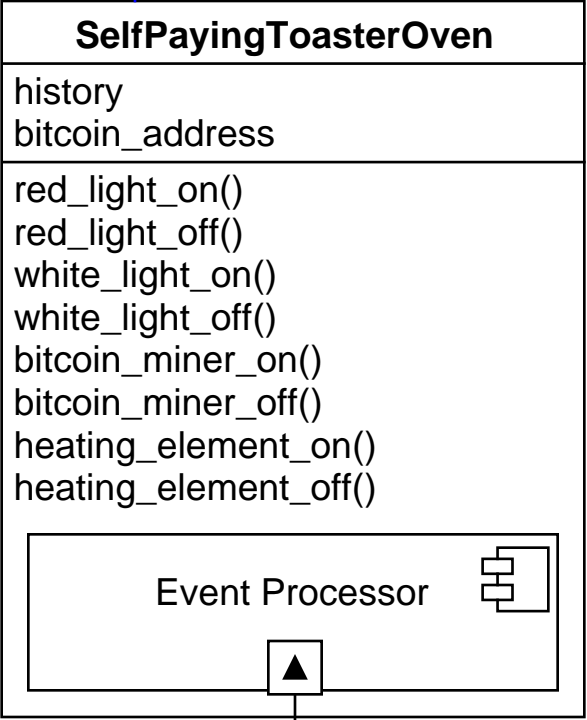 SelfPayingToasterOven
history
bitcoin_address
red_light_on()
red_light_off()
white_light_on()
white_light_off()
bitcoin_miner_on()
bitcoin_miner_off()
heating_element_on()
heating_element_off()
Event Processor